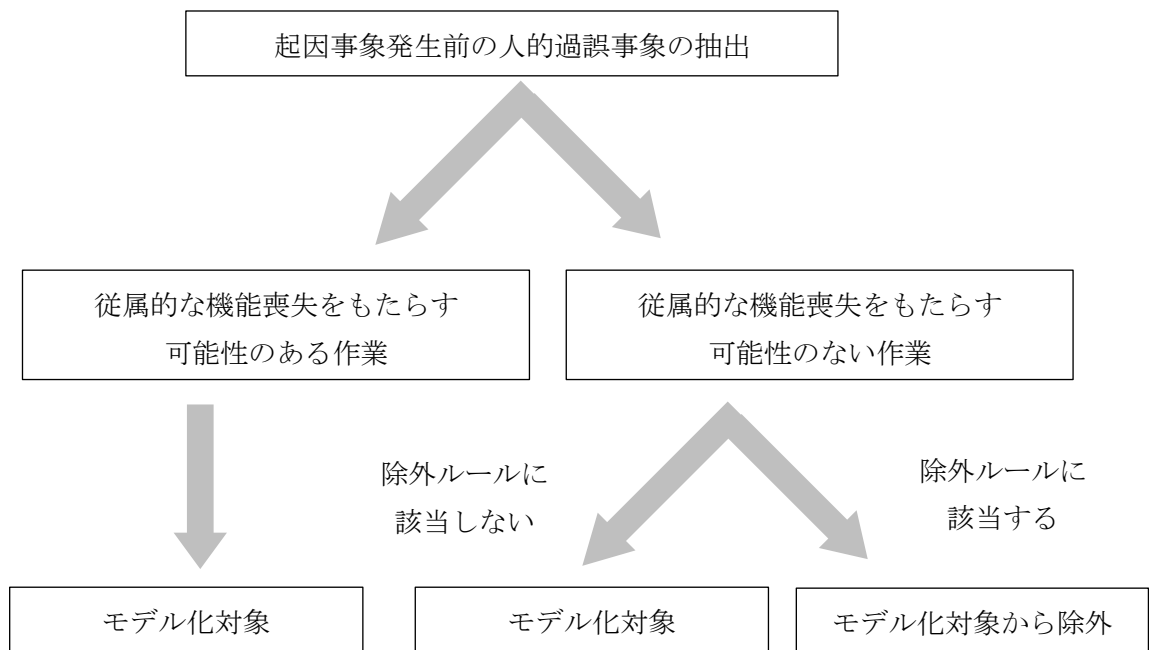 起因事象発生前の人的過誤事象の抽出
従属的な機能喪失をもたらす
可能性のある作業
従属的な機能喪失をもたらす
可能性のない作業
除外ルールに
該当しない
除外ルールに
該当する
モデル化対象
モデル化対象
モデル化対象から除外